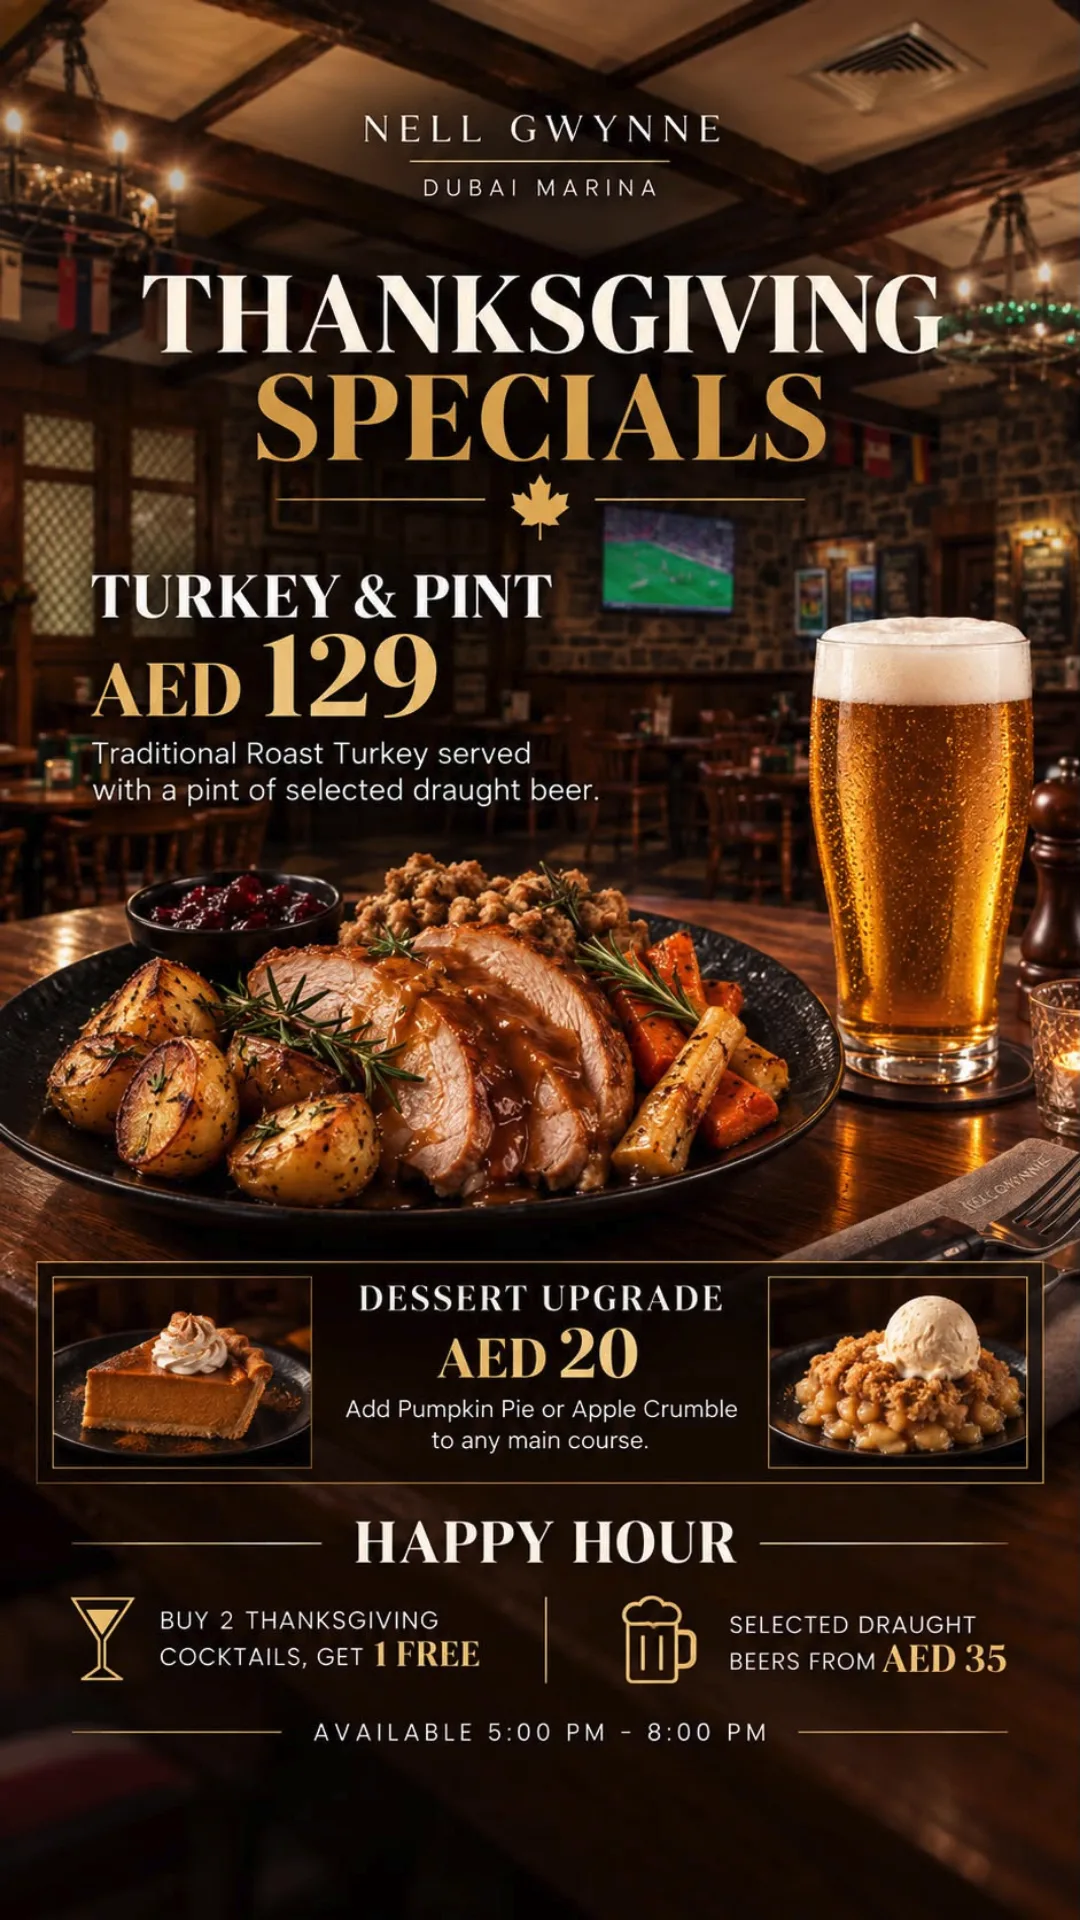 NELL GWYNNE
DUBAI MARINA
THANKSGIVING
SPECIALS
TURKEY & PINT
AED 129
Traditional Roast Turkey served
with a pint of selected draught beer.
DESSERT UPGRADE
AED 20
Add Pumpkin Pie or Apple Crumble
to any main course.
HAPPY HOUR
BUY 2 THANKSGIVING
COCKTAILS, GET 1 FREE
SELECTED DRAUGHT
BEERS FROM AED 35
AVAILABLE 5:00 PM - 8:00 PM